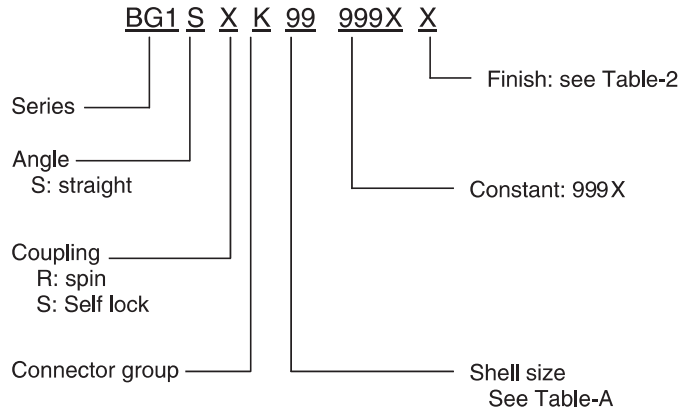 BG1 S X K 99 999X X
Finish: see Table-2
Series
Angle
S: straight
Constant: 999X
Coupling
R: spin
S: Self lock
Connector group
Shell size
See Table-A